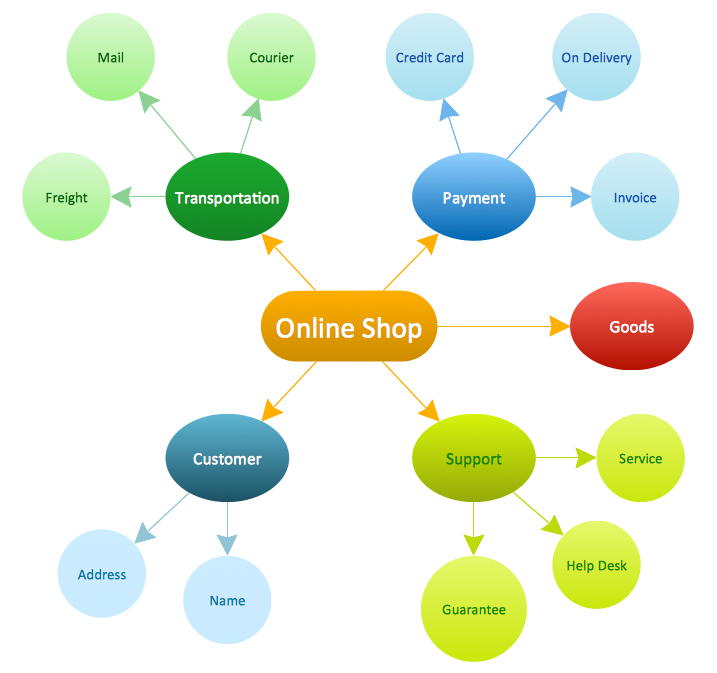 Mail
Courier
Credit Card
On Delivery
Freight
Transportation
Payment
Invoice
Online Shop
Goods
Customer
Support
Service
Address
Name
Guarantee
Help Desk